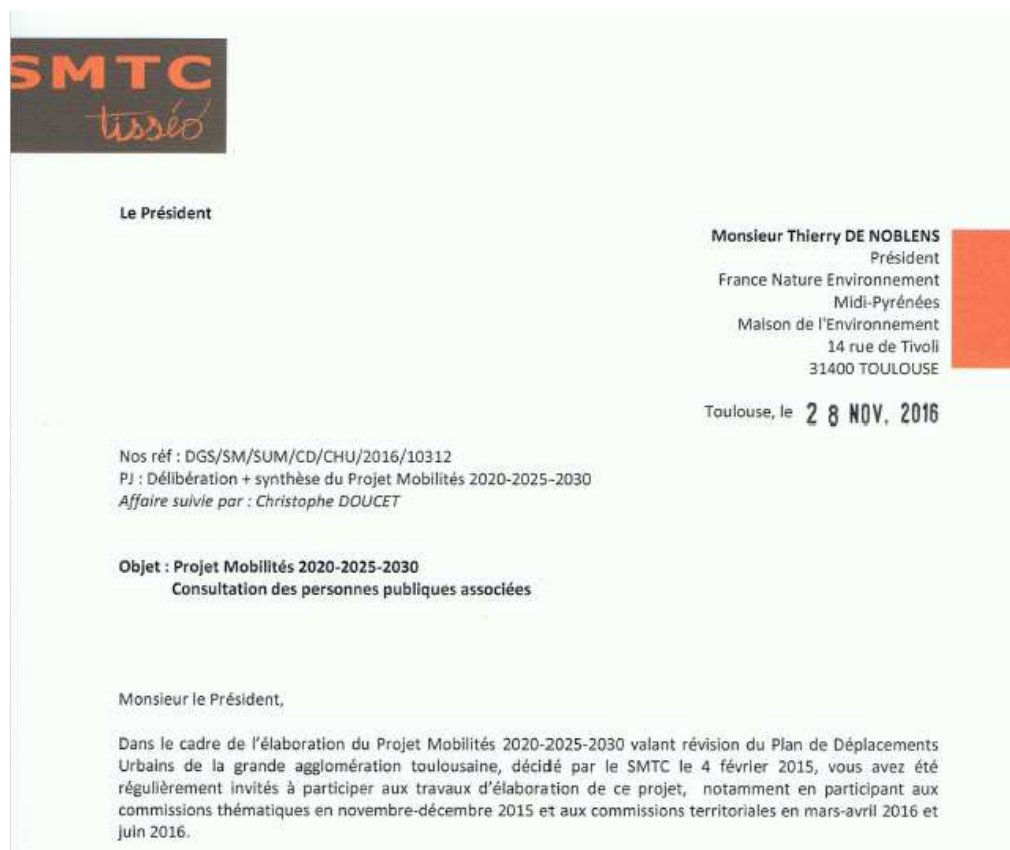 SMTC
tisséo
Le Président
Monsieur Thierry DE NOBLENS
Président
France Nature Environnement
Midi-Pyrénées
Maison de l'Environnement
14 rue de Tivoli
31400 TOULOUSE
Toulouse, le 28 NOV. 2016
Nos réf : DGS/SM/SUM/CD/CHU/2016/10312
PJ : Délibération + synthèse du Projet Mobilités 2020-2025-2030
Affaire suivie par : Christophe DOUCET
Objet : Projet Mobilités 2020-2025-2030
Consultation des personnes publiques associées
Monsieur le Président,
Dans le cadre de l'élaboration du Projet Mobilités 2020-2025-2030 valant révision du Plan de Déplacements
Urbains de la grande agglomération toulousaine, décidé par le SMTC le 4 février 2015, vous avez été
régulièrement invités à participer aux travaux d'élaboration de ce projet, notamment en participant aux
commissions thématiques en novembre-décembre 2015 et aux commissions territoriales en mars-avril 2016 et
juin 2016.